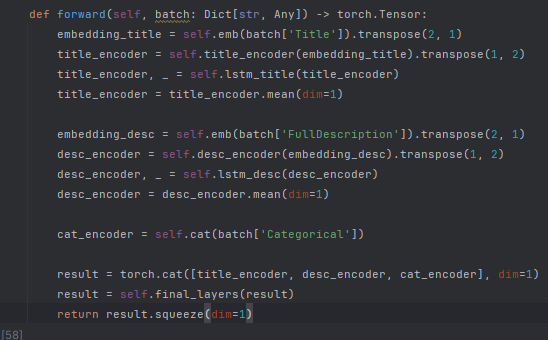 def forward(self, batch: Dict[str, Any]) -> torch.Tensor:
    embedding_title = self.emb(batch['Title']).transpose(2, 1)
    title_encoder = self.title_encoder(embedding_title).transpose(1, 2)
    title_encoder, _ = self.lstm_title(title_encoder)
    title_encoder = title_encoder.mean(dim=1)

    embedding_desc = self.emb(batch['FullDescription']).transpose(2, 1)
    desc_encoder = self.desc_encoder(embedding_desc).transpose(1, 2)
    desc_encoder, _ = self.lstm_desc(desc_encoder)
    desc_encoder = desc_encoder.mean(dim=1)

    cat_encoder = self.cat(batch['Categorical'])

    result = torch.cat([title_encoder, desc_encoder, cat_encoder], dim=1)
    result = self.final_layers(result)
    return result.squeeze(dim=1)
[58]